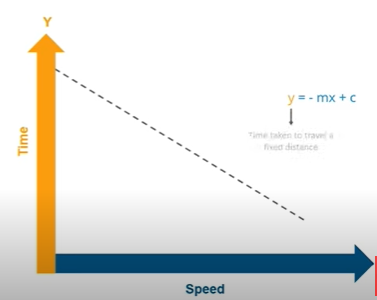 Y
y = - mx + c
Time taken to travel a
fixed distance
Time
Speed